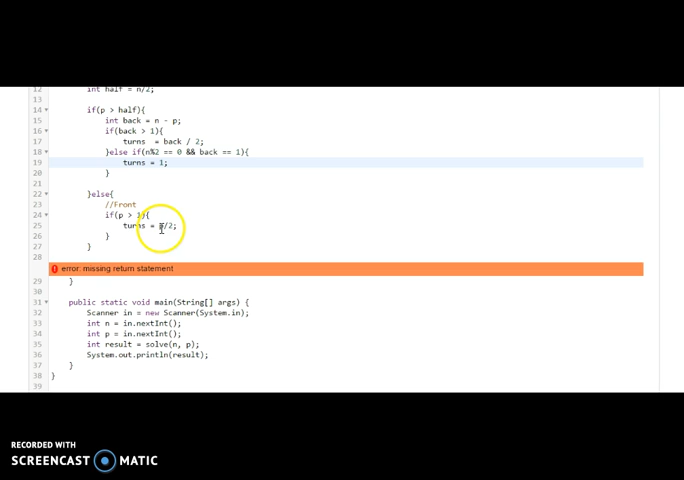 12 int half = n/2;
13
14 if(p > half){
15 int back = n - p;
16 if(back > 1){
17 turns = back / 2;
18 }else if(n%2 == 0 && back == 1){
19 turns = 1;
20 }
21
22 }else{
23 //Front
24 if(p > 1){
25 turns = /2;
26 }
27 }
28
error: missing return statement
29 }
30
31 public static void main(String[] args) {
32 Scanner in = new Scanner(System.in);
33 int n = in.nextInt();
34 int p = in.nextInt();
35 int result = solve(n, p);
36 System.out.println(result);
37 }
38 }
39
RECORDED WITH
SCREENCAST MATIC